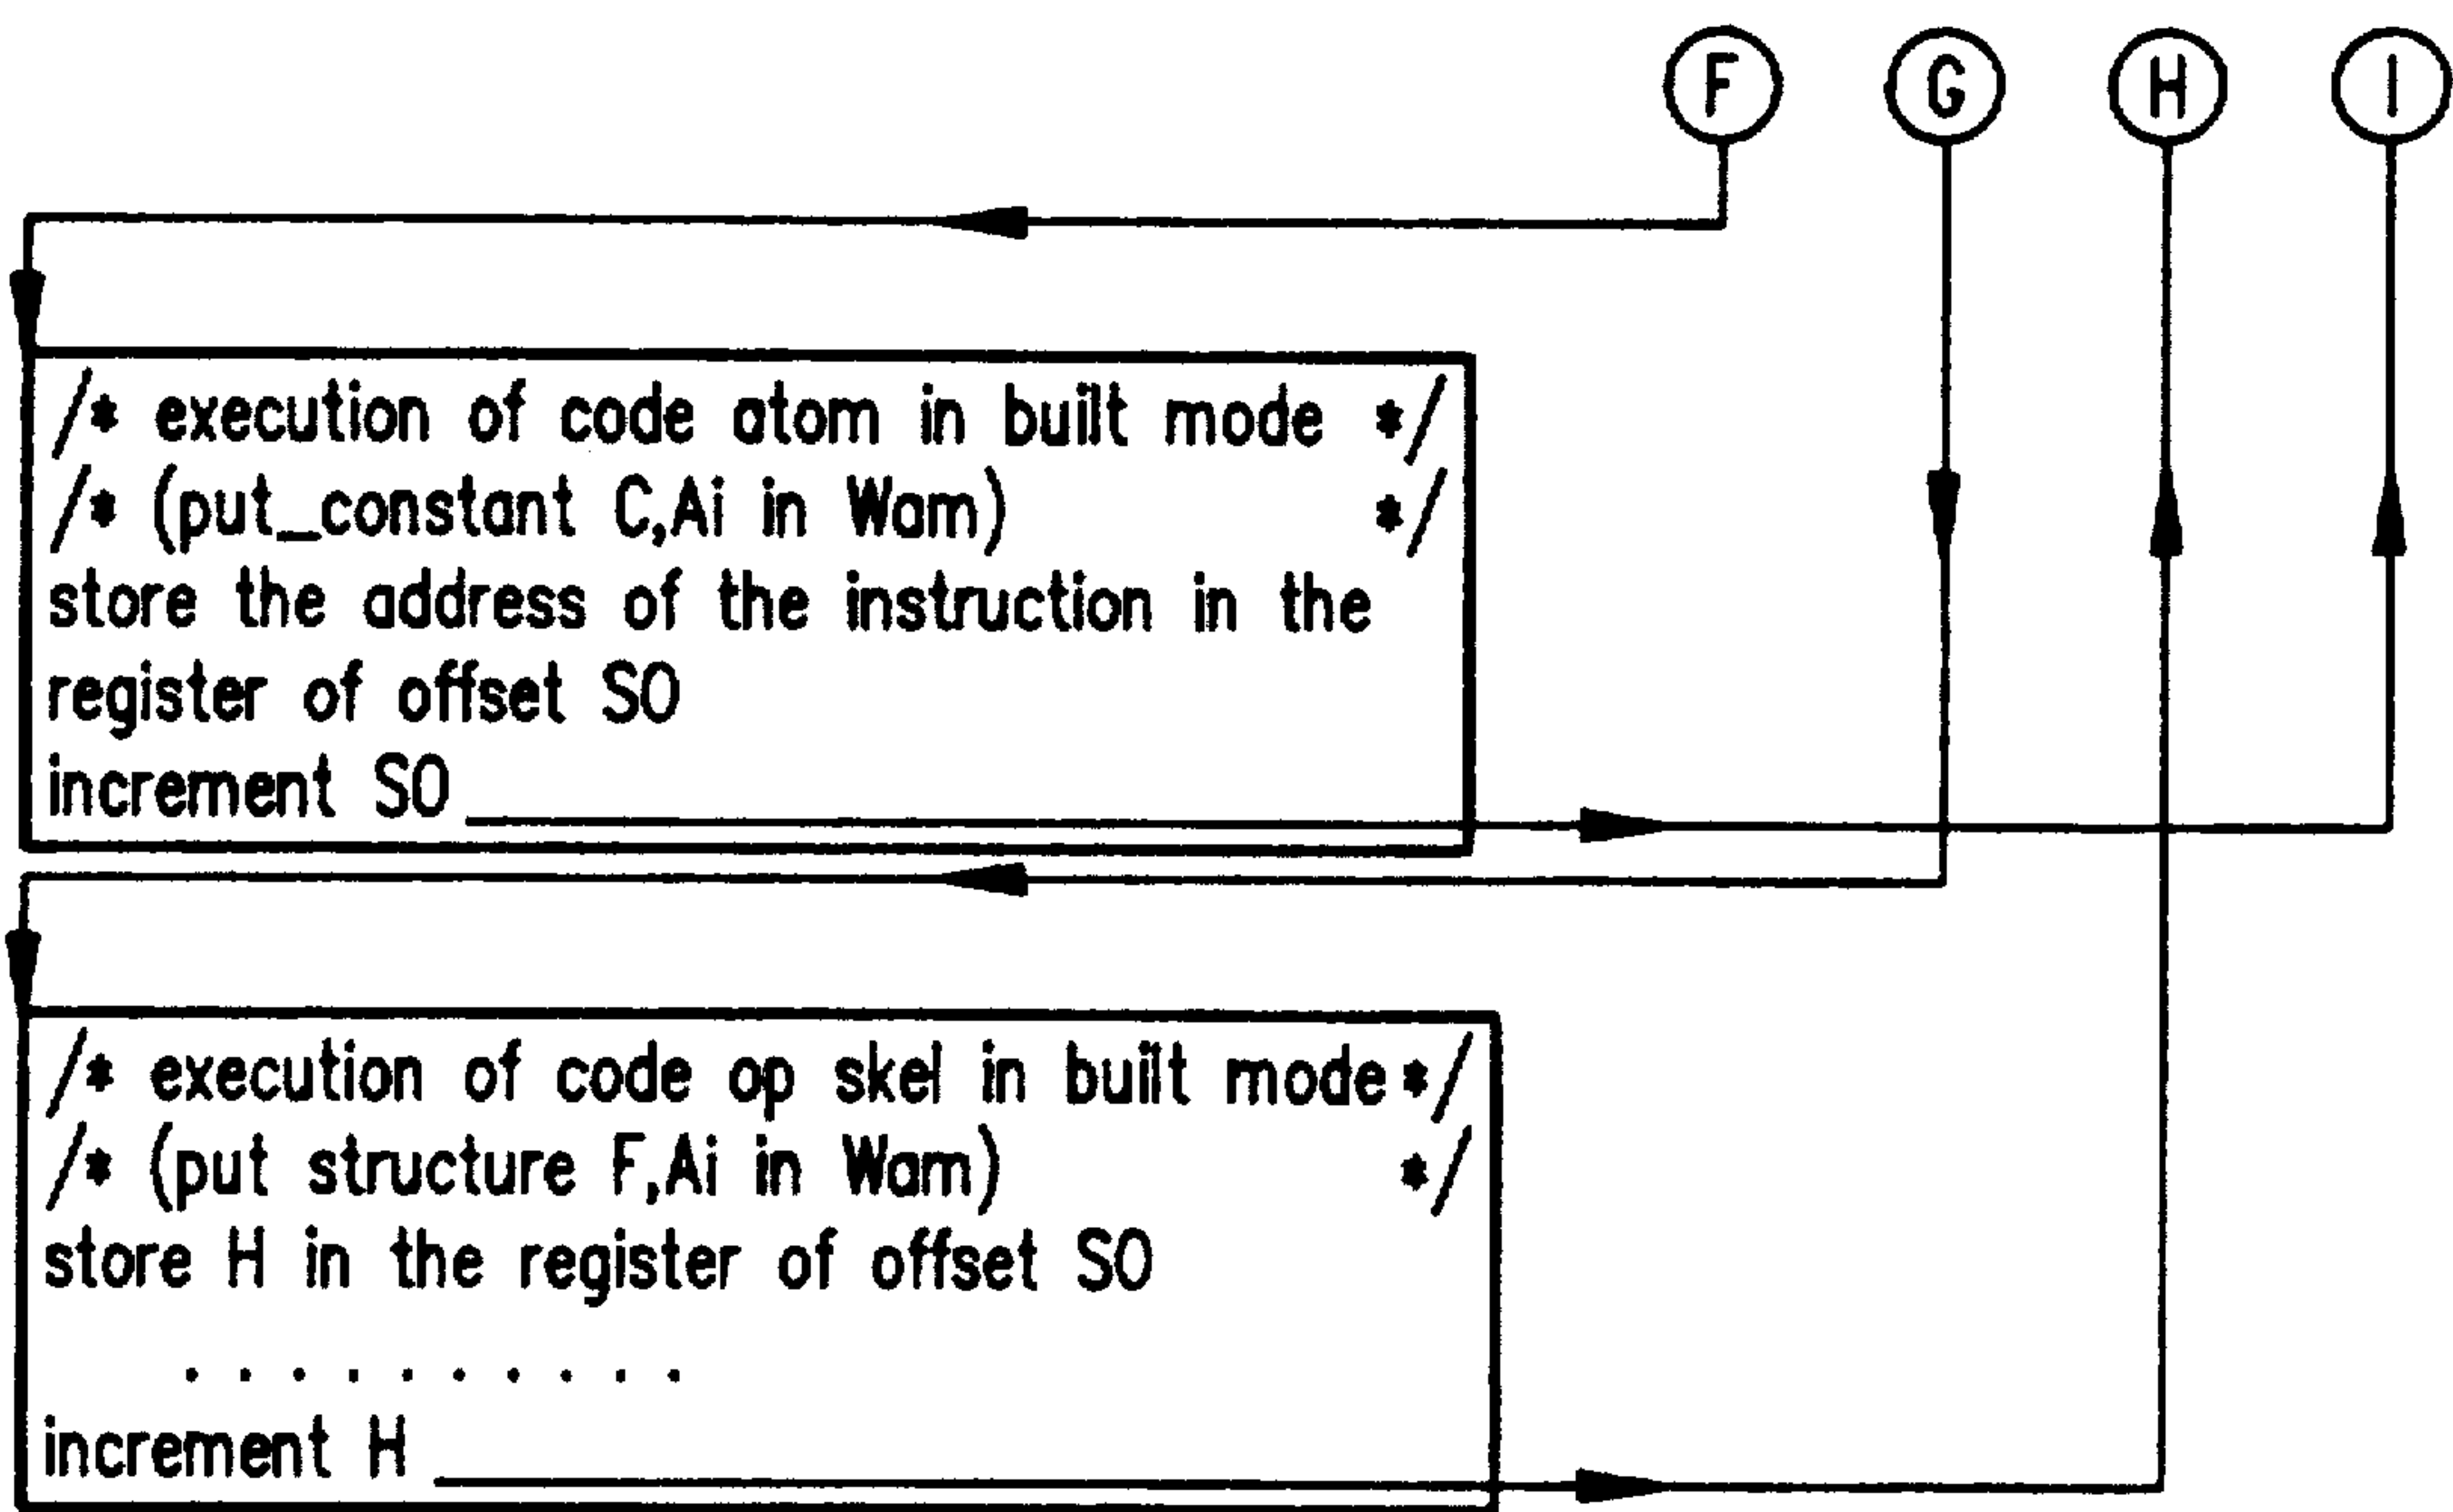 F G H I
/* execution of code atom in built mode */
/* (put_constant C,Ai in Wam) */
store the address of the instruction in the
register of offset SO
increment SO
/* execution of code op skel in built mode*/
/* (put structure F,Ai in Wam) */
store H in the register of offset SO
. . . . . . . . . .
increment H